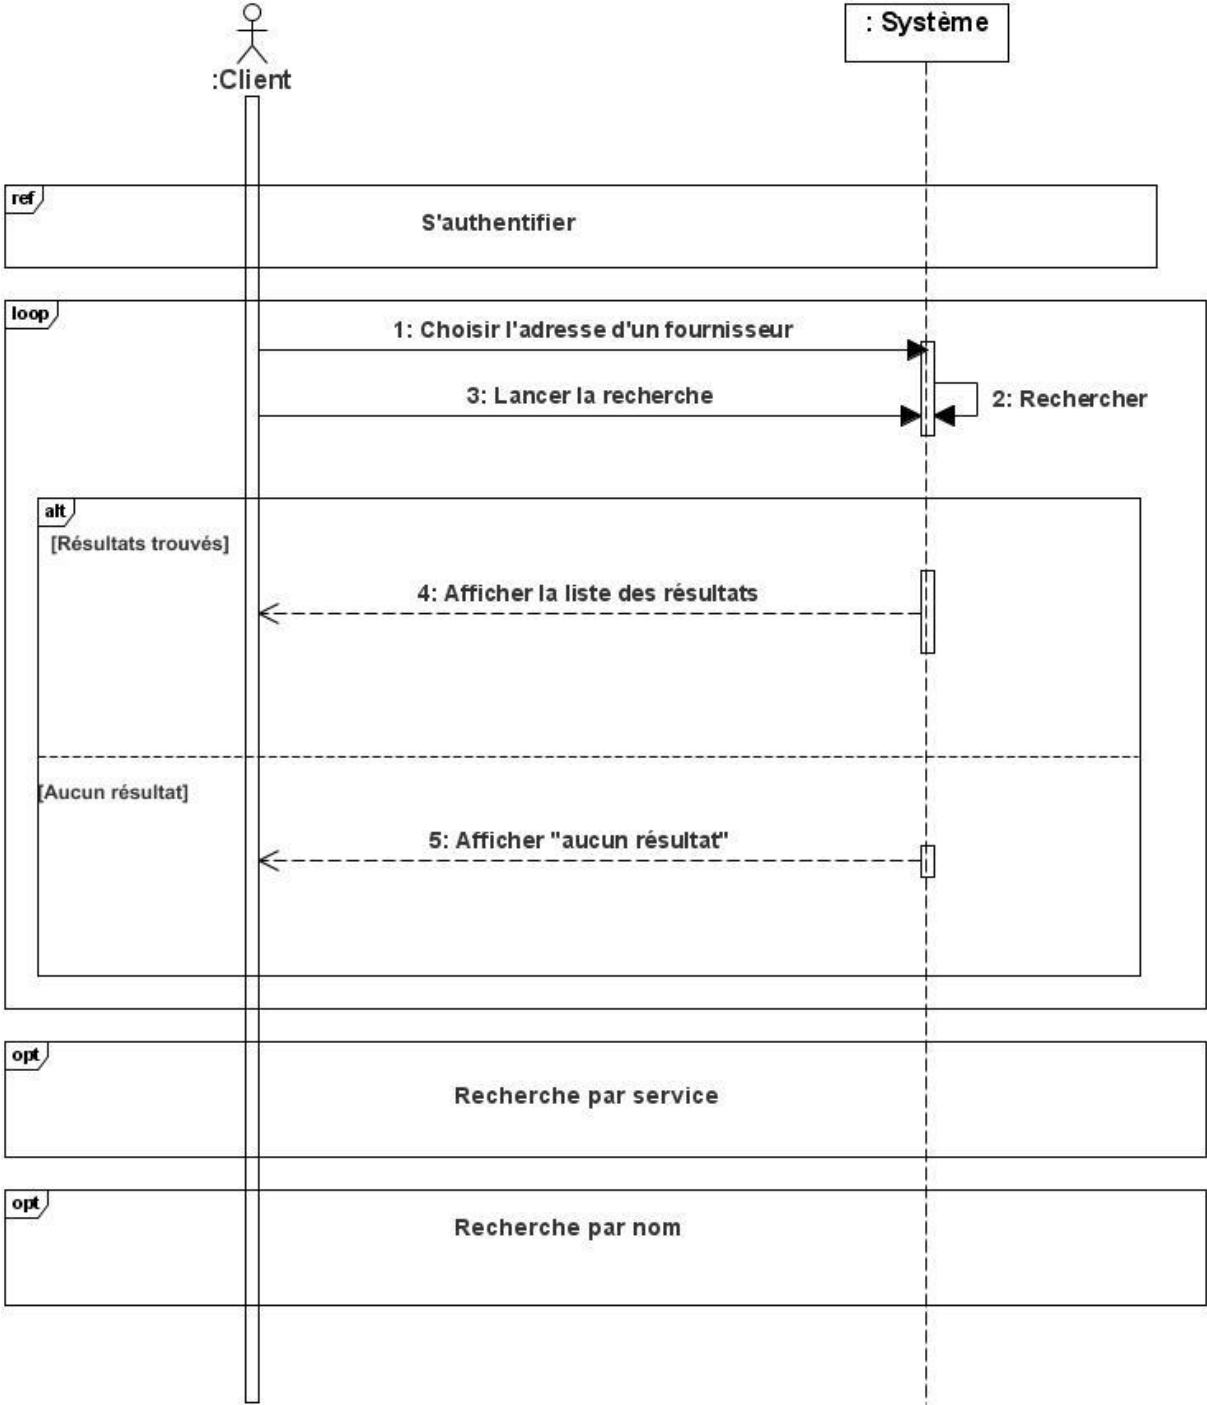 : Système
:Client
ref
S'authentifier
loop
1: Choisir l'adresse d'un fournisseur
3: Lancer la recherche
2: Rechercher
alt
[Résultats trouvés]
4: Afficher la liste des résultats
[Aucun résultat]
5: Afficher "aucun résultat"
opt
Recherche par service
opt
Recherche par nom